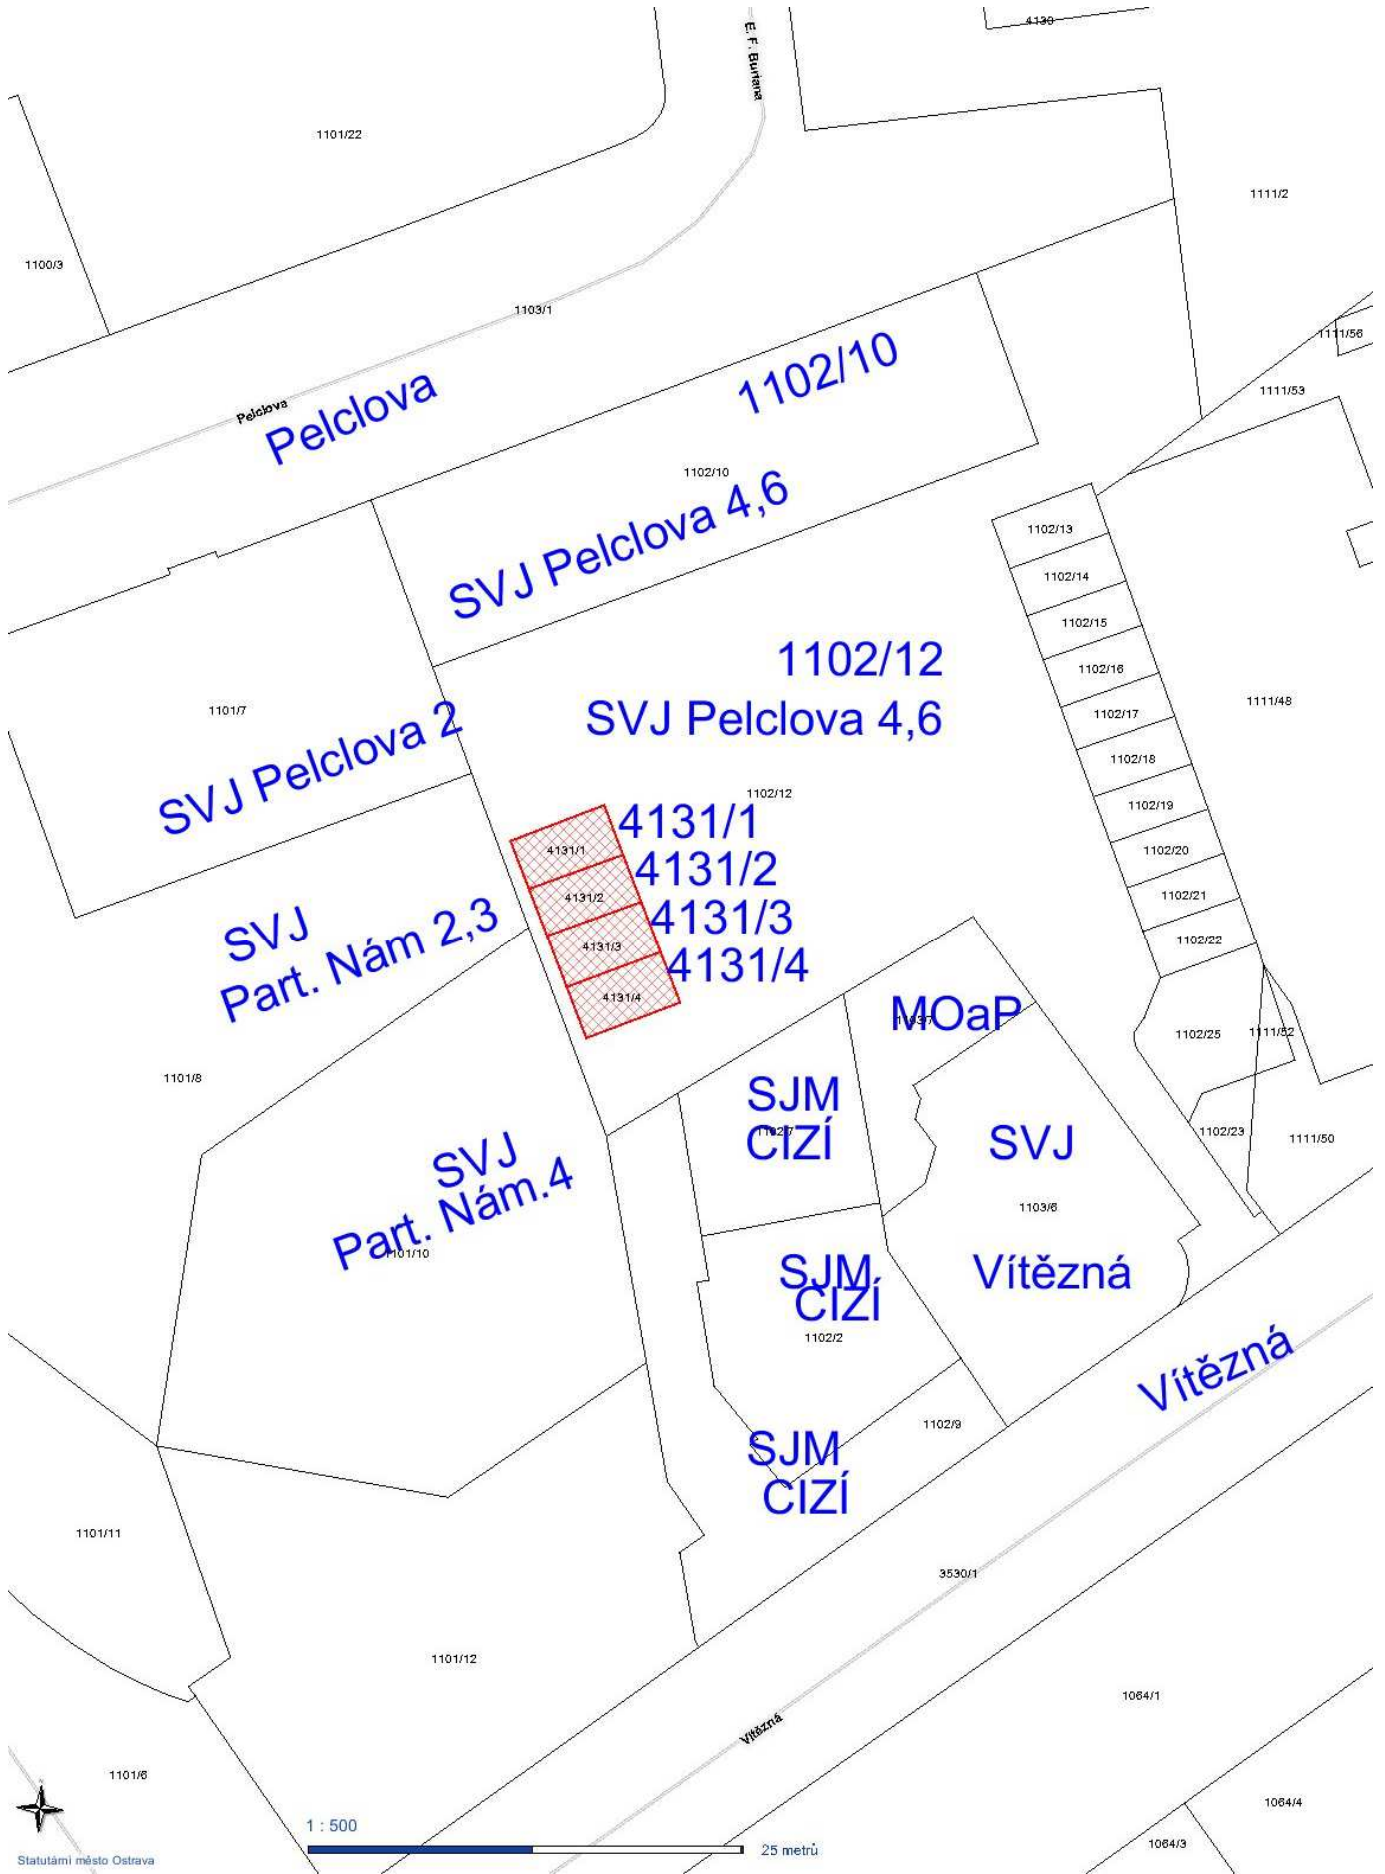 4130
E. F. Buriana
1101/22
1111/2
1100/3
1103/1
1111/56
1102/10
1111/53
Pelclova
Pelclova
1102/10
SVJ Pelclova 4,6
1102/13
1102/14
1102/15
1102/12
1102/16
1101/7
SVJ Pelclova 2
SVJ Pelclova 4,6
1102/17
1111/48
1102/18
1102/12
1102/19
4131/1
4131/1
1102/20
4131/2
4131/2
1102/21
SVJ
Part. Nám 2,3
4131/3
4131/3
1102/22
4131/4
4131/4
MOaP
1102/25
1111/52
1101/8
SJM
CIZÍ
1102/7
SVJ
1102/23
1111/50
SVJ
Part. Nám.4
1101/10
1103/6
SJM
CIZÍ
Vítězná
1102/2
Vítězná
1102/9
SJM
CIZÍ
1101/11
3530/1
1101/12
1064/1
Vítězná
1101/6
1064/4
1 : 500
25 metrů
1064/3
Statutární město Ostrava